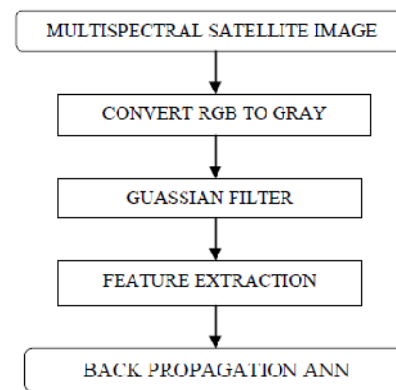 MULTISPECTRAL SATELLITE IMAGE
CONVERT RGB TO GRAY
GUASSIAN FILTER
FEATURE EXTRACTION
BACK PROPAGATION ANN